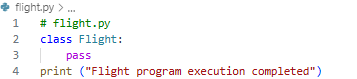 flight.py > ...
1 # flight.py
2 class Flight:
3     pass
4 print ("Flight program execution completed")